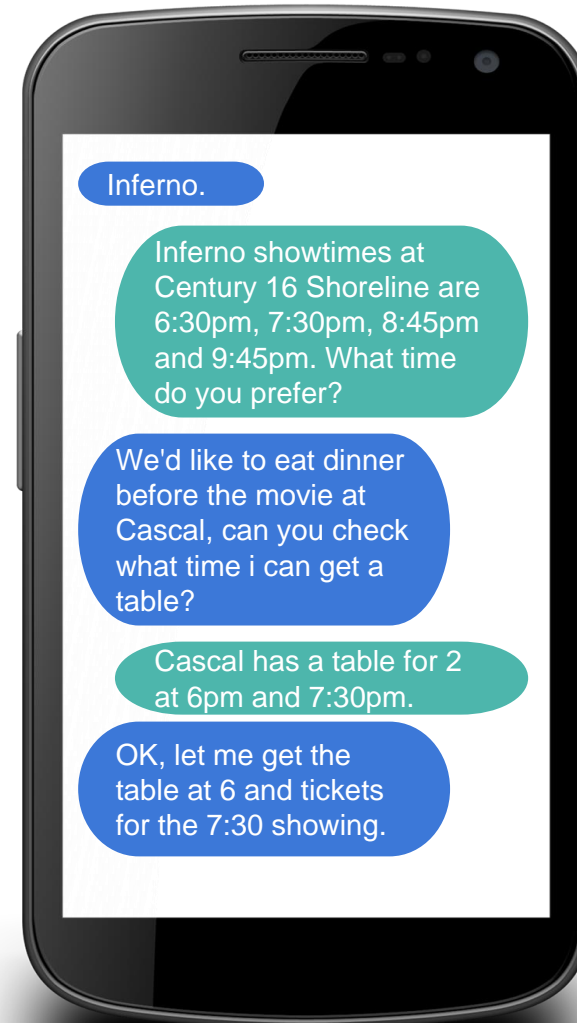 Inferno.
Inferno showtimes at
Century 16 Shoreline are
6:30pm, 7:30pm, 8:45pm
and 9:45pm. What time
do you prefer?
We'd like to eat dinner
before the movie at
Cascal, can you check
what time i can get a
table?
Cascal has a table for 2
at 6pm and 7:30pm.
OK, let me get the
table at 6 and tickets
for the 7:30 showing.